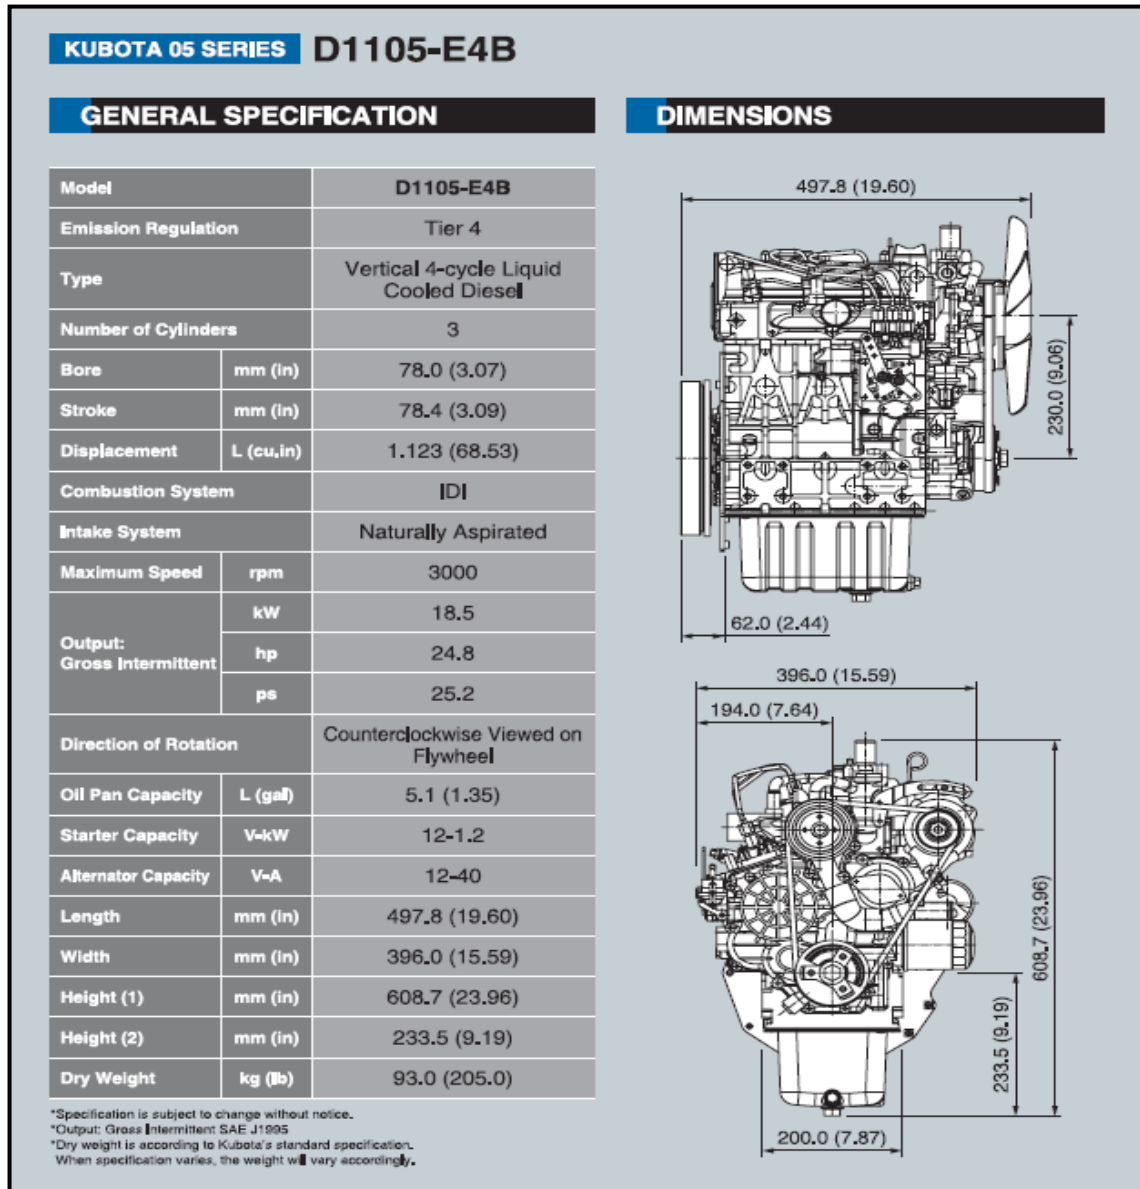 KUBOTA 05 SERIES D1105-E4B
GENERAL SPECIFICATION
Model D1105-E4B
Emission Regulation Tier 4
Type Vertical 4-cycle Liquid
Cooled Diesel
Number of Cylinders 3
Bore mm (in) 78.0 (3.07)
Stroke mm (in) 78.4 (3.09)
Displacement L (cu.in) 1.123 (68.53)
Combustion System IDI
Intake System Naturally Aspirated
Maximum Speed rpm 3000
Output:
Gross Intermittent
kW 18.5
hp 24.8
ps 25.2
Direction of Rotation Counterclockwise Viewed on
Flywheel
Oil Pan Capacity L (gal) 5.1 (1.35)
Starter Capacity V-kW 12-1.2
Alternator Capacity V-A 12-40
Length mm (in) 497.8 (19.60)
Width mm (in) 396.0 (15.59)
Height (1) mm (in) 608.7 (23.96)
Height (2) mm (in) 233.5 (9.19)
Dry Weight kg (lb) 93.0 (205.0)
*Specification is subject to change without notice.
*Output: Gross Intermittent SAE J1995
*Dry weight is according to Kubota's standard specification.
When specification varies, the weight will vary accordingly.
DIMENSIONS
497.8 (19.60)
230.0 (9.06)
62.0 (2.44)
396.0 (15.59)
194.0 (7.64)
608.7 (23.96)
233.5 (9.19)
200.0 (7.87)